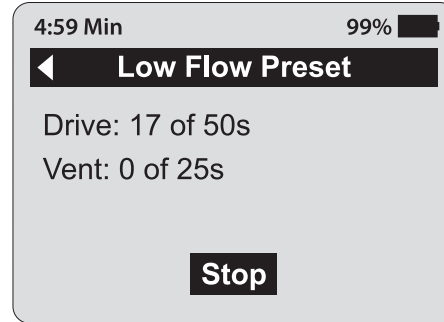 4:59 Min 99%
Low Flow Preset
Drive: 17 of 50s
Vent: 0 of 25s
Stop